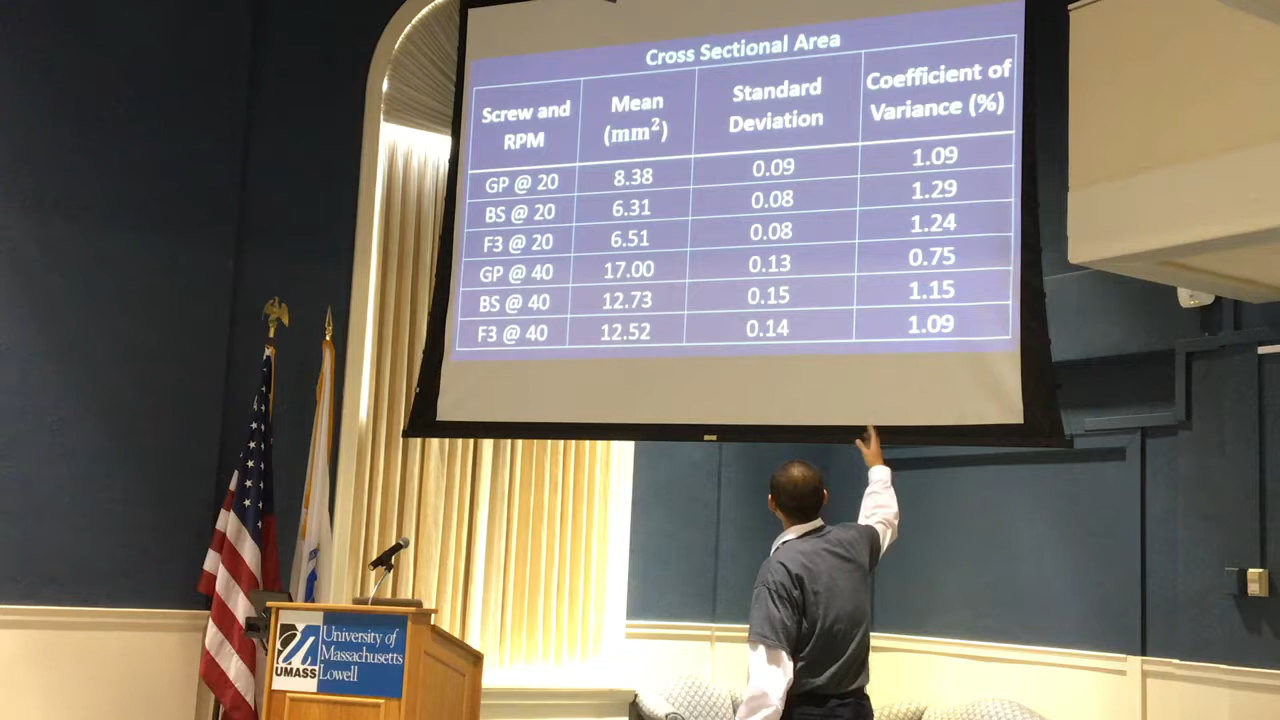 Cross Sectional Area
Screw and RPM | Mean (mm²) | Standard Deviation | Coefficient of Variance (%)
GP @ 20 | 8.38 | 0.09 | 1.09
BS @ 20 | 6.31 | 0.08 | 1.29
F3 @ 20 | 6.51 | 0.08 | 1.24
GP @ 40 | 17.00 | 0.13 | 0.75
BS @ 40 | 12.73 | 0.15 | 1.15
F3 @ 40 | 12.52 | 0.14 | 1.09
UMASS
University of
Massachusetts
Lowell